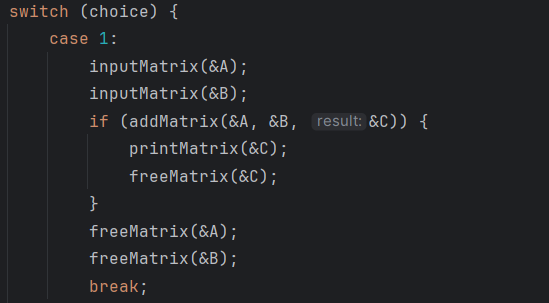 switch (choice) {
    case 1:
        inputMatrix(&A);
        inputMatrix(&B);
        if (addMatrix(&A, &B, result: &C)) {
            printMatrix(&C);
            freeMatrix(&C);
        }
        freeMatrix(&A);
        freeMatrix(&B);
        break;